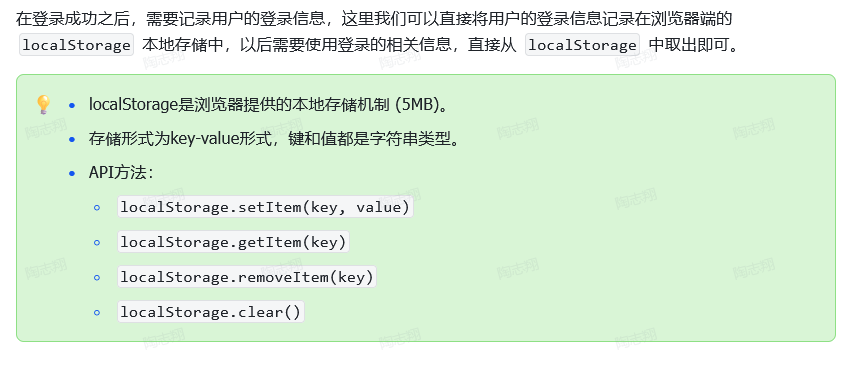 在登录成功之后，需要记录用户的登录信息，这里我们可以直接将用户的登录信息记录在浏览器端的
localStorage 本地存储中，以后需要使用登录的相关信息，直接从 localStorage 中取出即可。
localStorage是浏览器提供的本地存储机制 (5MB)。
存储形式为key-value形式，键和值都是字符串类型。
API方法：
localStorage.setItem(key, value)
localStorage.getItem(key)
localStorage.removeItem(key)
localStorage.clear()